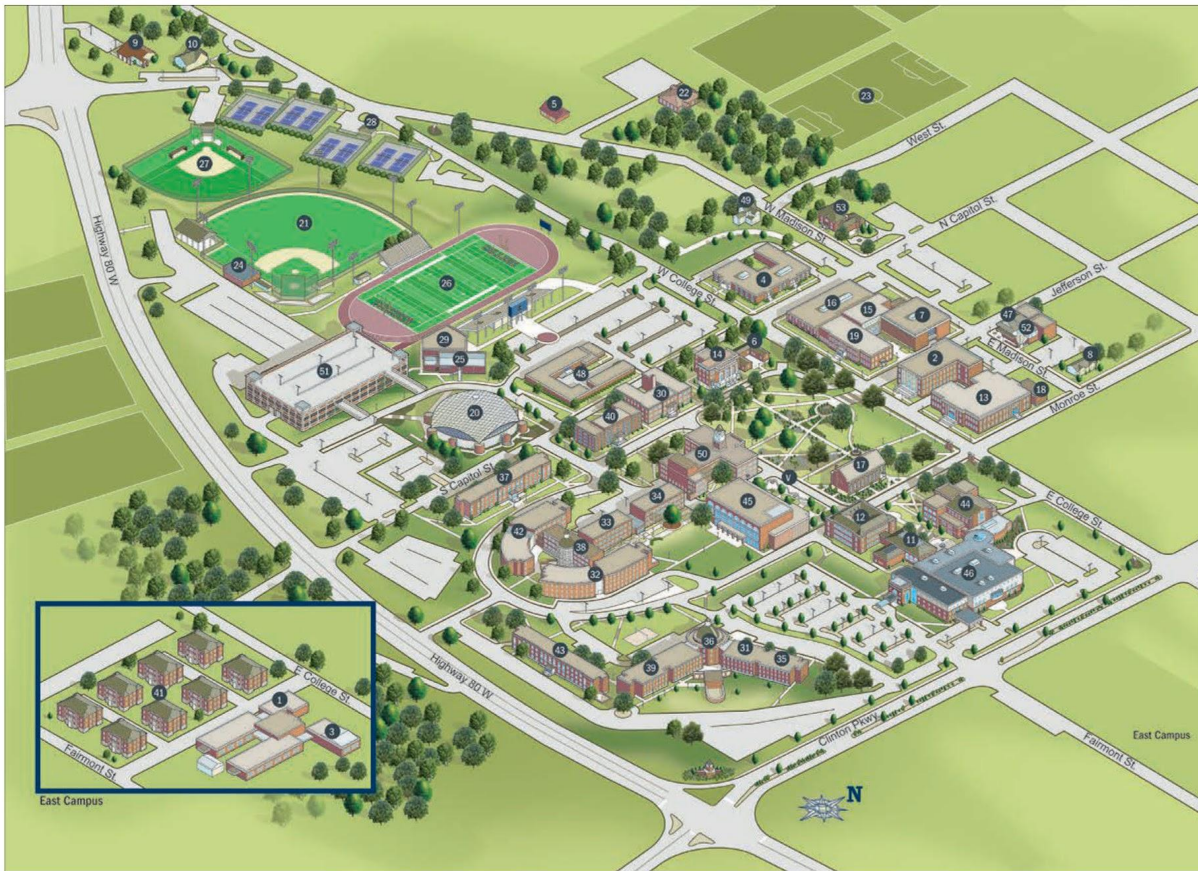 9
10
5
22
23
28
West St.
27
49
53
W Madison St.
N Capitol St.
21
Highway 80 W
24
26
4
W College St.
Jefferson St.
16
15
7
47
52
29
25
14
6
19
2
E Madison St.
8
51
48
30
13
18
Monroe St.
20
40
50
17
S Capitol St.
37
V
34
45
44
E College St.
42
33
12
38
11
32
46
43
36
31
39
35
Highway 80 W
Clinton Pkwy
Fairmont St.
East Campus
N
41
E College St.
1
3
Fairmont St.
East Campus